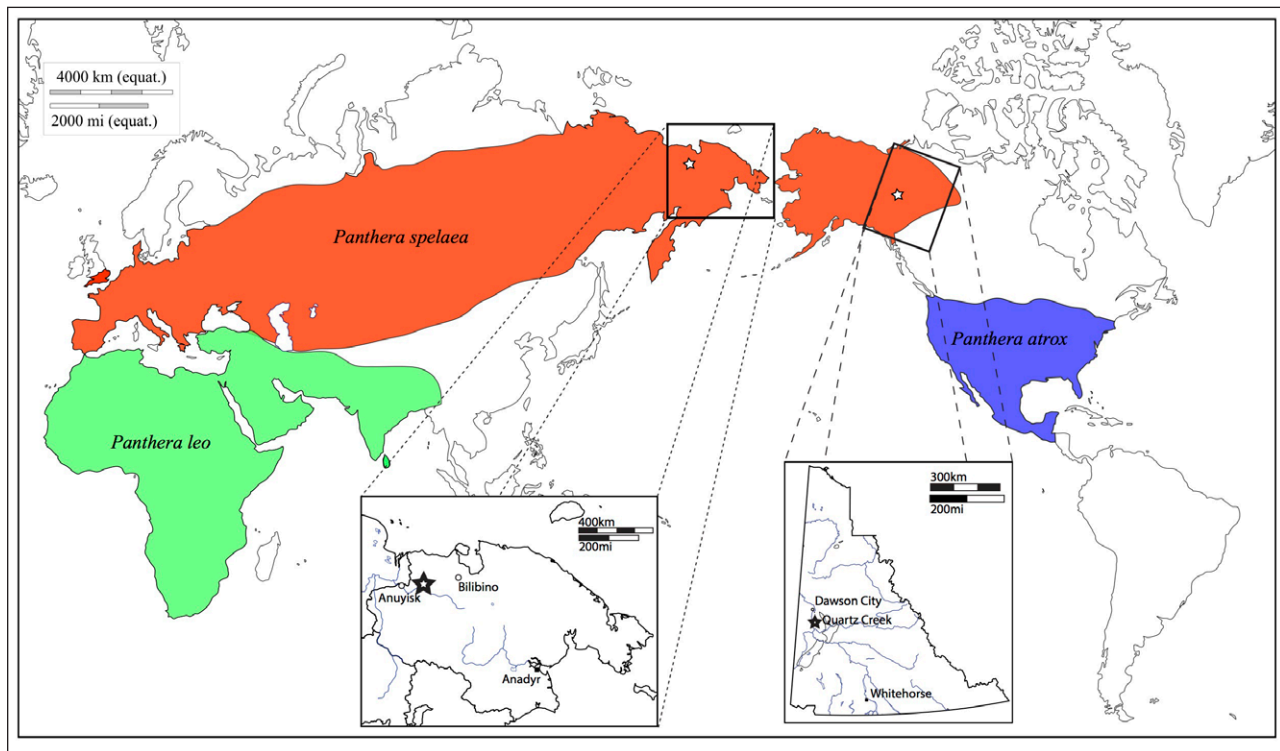 4000 km (equat.)
2000 mi (equat.)
Panthera spelaea
Panthera atrox
Panthera leo
400km
200mi
Bilibino
Anuyisk
Anadyr
300km
200mi
Dawson City
Quartz Creek
Whitehorse